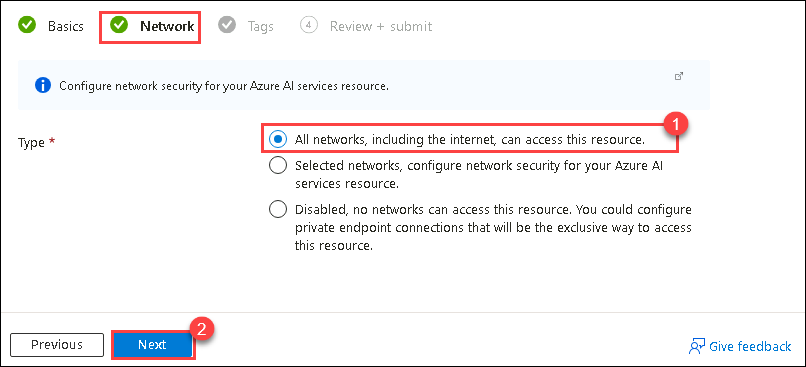 Basics Network Tags 4 Review + submit
Configure network security for your Azure AI services resource.
1
Type * All networks, including the internet, can access this resource.
Selected networks, configure network security for your Azure AI
services resource.
Disabled, no networks can access this resource. You could configure
private endpoint connections that will be the exclusive way to access
this resource.
2
Previous Next Give feedback